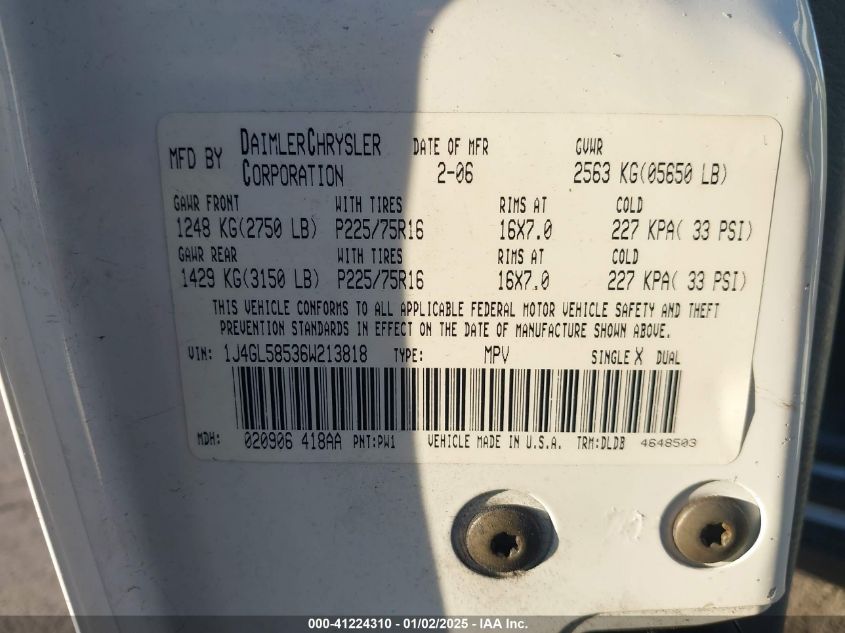 MFD BY DAIMLERCHRYSLER CORPORATION DATE OF MFR 2-06 GVWR 2563 KG(05650 LB)
GAWR FRONT WITH TIRES RIMS AT COLD
1248 KG(2750 LB) P225/75R16 16X7.0 227 KPA( 33 PSI)
GAWR REAR WITH TIRES RIMS AT COLD
1429 KG(3150 LB) P225/75R16 16X7.0 227 KPA( 33 PSI)
THIS VEHICLE CONFORMS TO ALL APPLICABLE FEDERAL MOTOR VEHICLE SAFETY AND THEFT
PREVENTION STANDARDS IN EFFECT ON THE DATE OF MANUFACTURE SHOWN ABOVE.
VIN: 1J4GL58536W213818 TYPE: MPV SINGLE X DUAL
MDH: 020906 418AA PNT:PW1 VEHICLE MADE IN U.S.A. TRM:DLDB 4648503
000-41224310 - 01/02/2025 - IAA Inc.